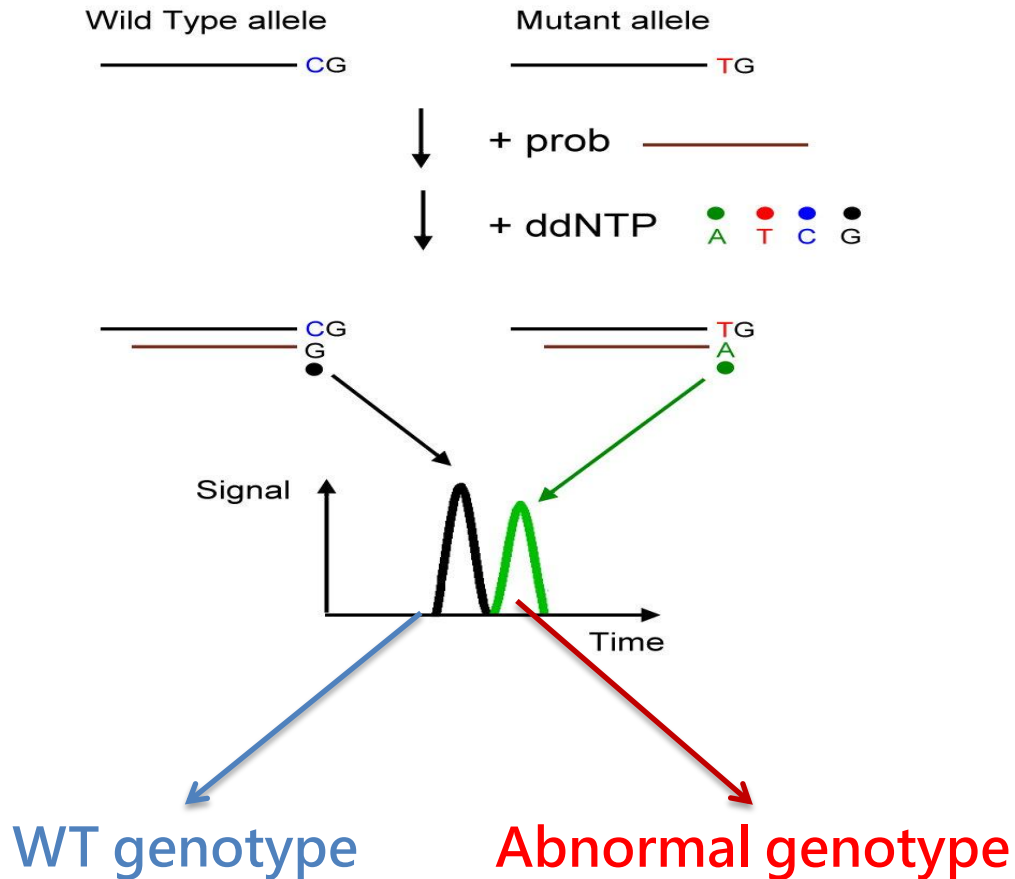 Wild Type allele
Mutant allele
CG
TG
+ prob
+ ddNTP
A T C G
CG
G
TG
A
Signal
Time
WT genotype
Abnormal genotype